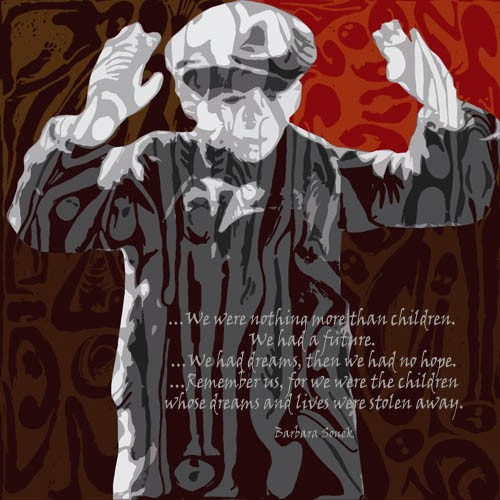 ...We were nothing more than children.
We had a future.
...We had dreams, then we had no hope.
...Remember us, for we were the children
whose dreams and lives were stolen away.
Barbara Sonek